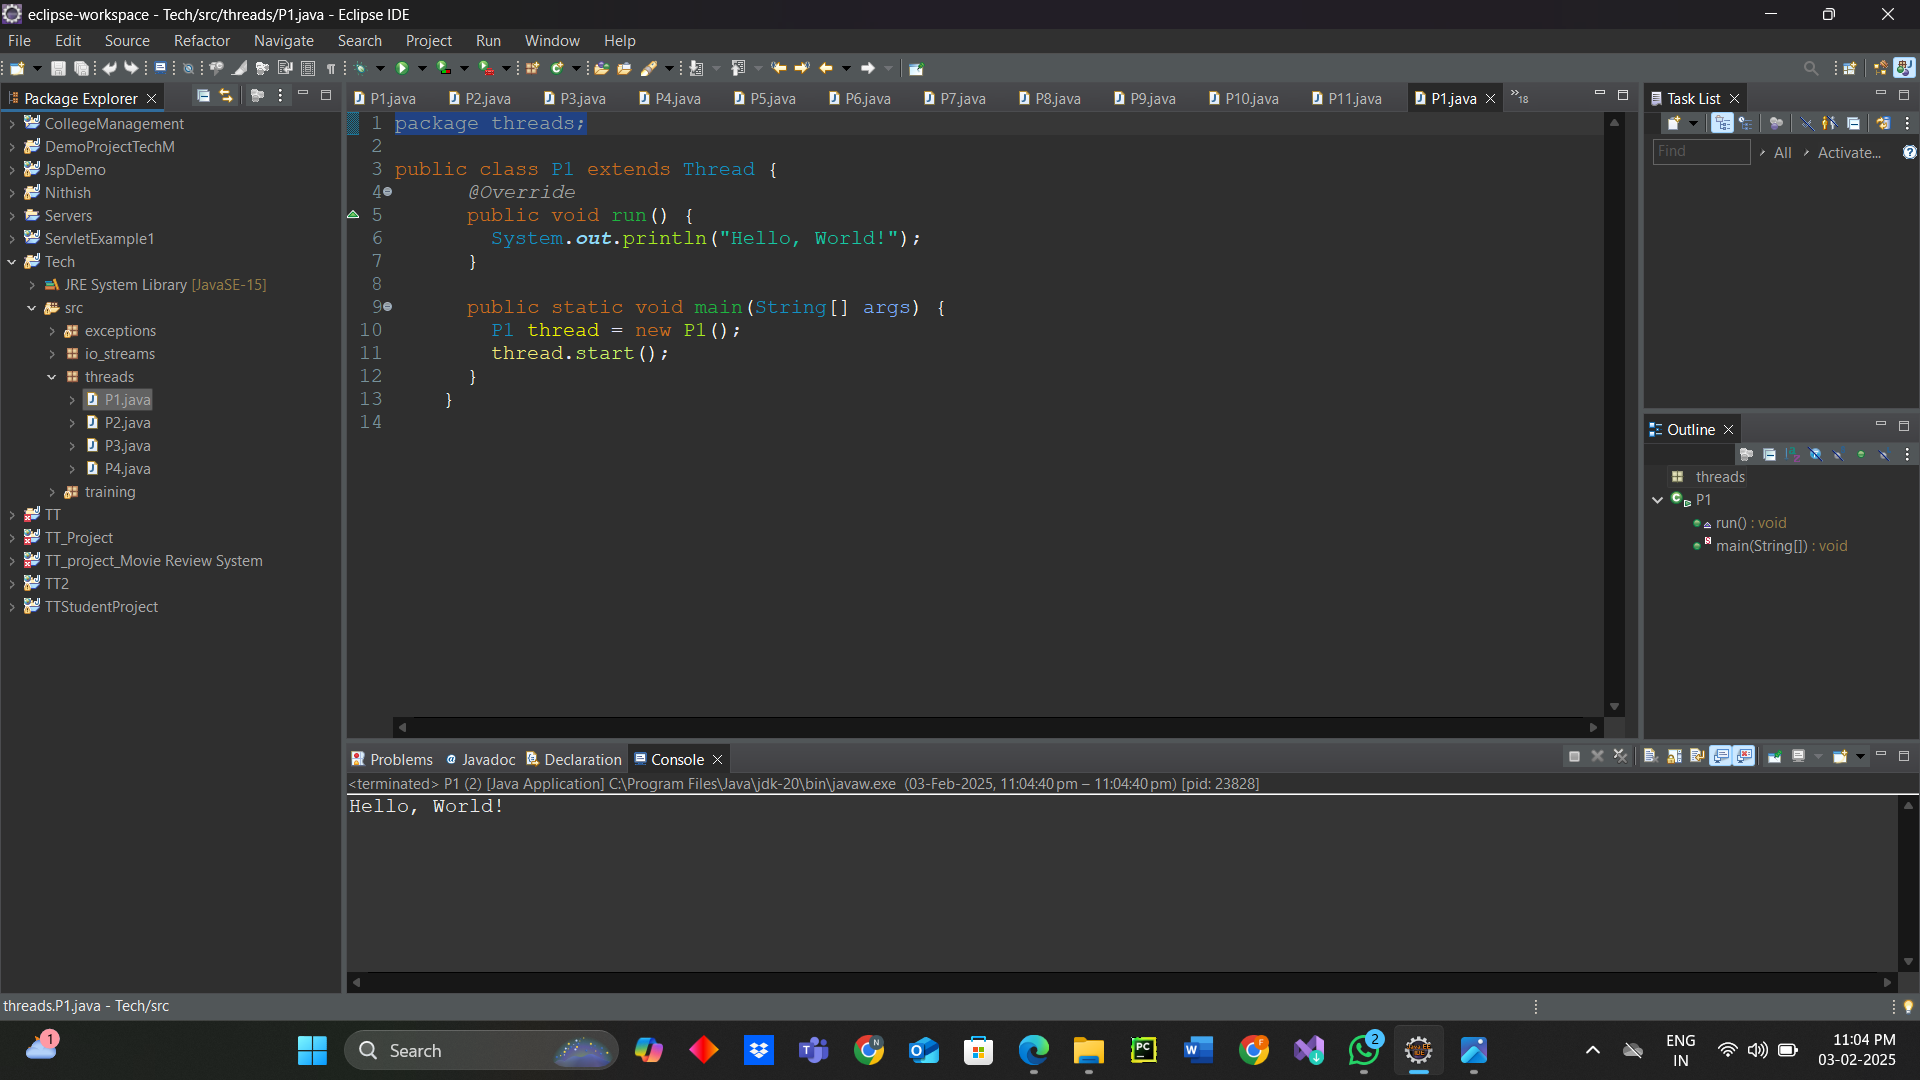 eclipse-workspace - Tech/src/threads/P1.java - Eclipse IDE
File Edit Source Refactor Navigate Search Project Run Window Help
Package Explorer
CollegeManagement
DemoProjectTechM
JspDemo
Nithish
Servers
ServletExample1
Tech
JRE System Library [JavaSE-15]
src
exceptions
io_streams
threads
P1.java
P2.java
P3.java
P4.java
training
TT
TT_Project
TT_project_Movie Review System
TT2
TTStudentProject
P1.java P2.java P3.java P4.java P5.java P6.java P7.java P8.java P9.java P10.java P11.java P1.java »18
1 package threads;
2
3 public class P1 extends Thread {
4 @Override
5 public void run() {
6 System.out.println("Hello, World!");
7 }
8
9 public static void main(String[] args) {
10 P1 thread = new P1();
11 thread.start();
12 }
13 }
14
Task List
Find All Activate...
Outline
threads
P1
run() : void
main(String[]) : void
Problems Javadoc Declaration Console
<terminated> P1 (2) [Java Application] C:\Program Files\Java\jdk-20\bin\javaw.exe (03-Feb-2025, 11:04:40 pm – 11:04:40 pm) [pid: 23828]
Hello, World!
threads.P1.java - Tech/src
1
Search
2
ENG
IN
11:04 PM
03-02-2025